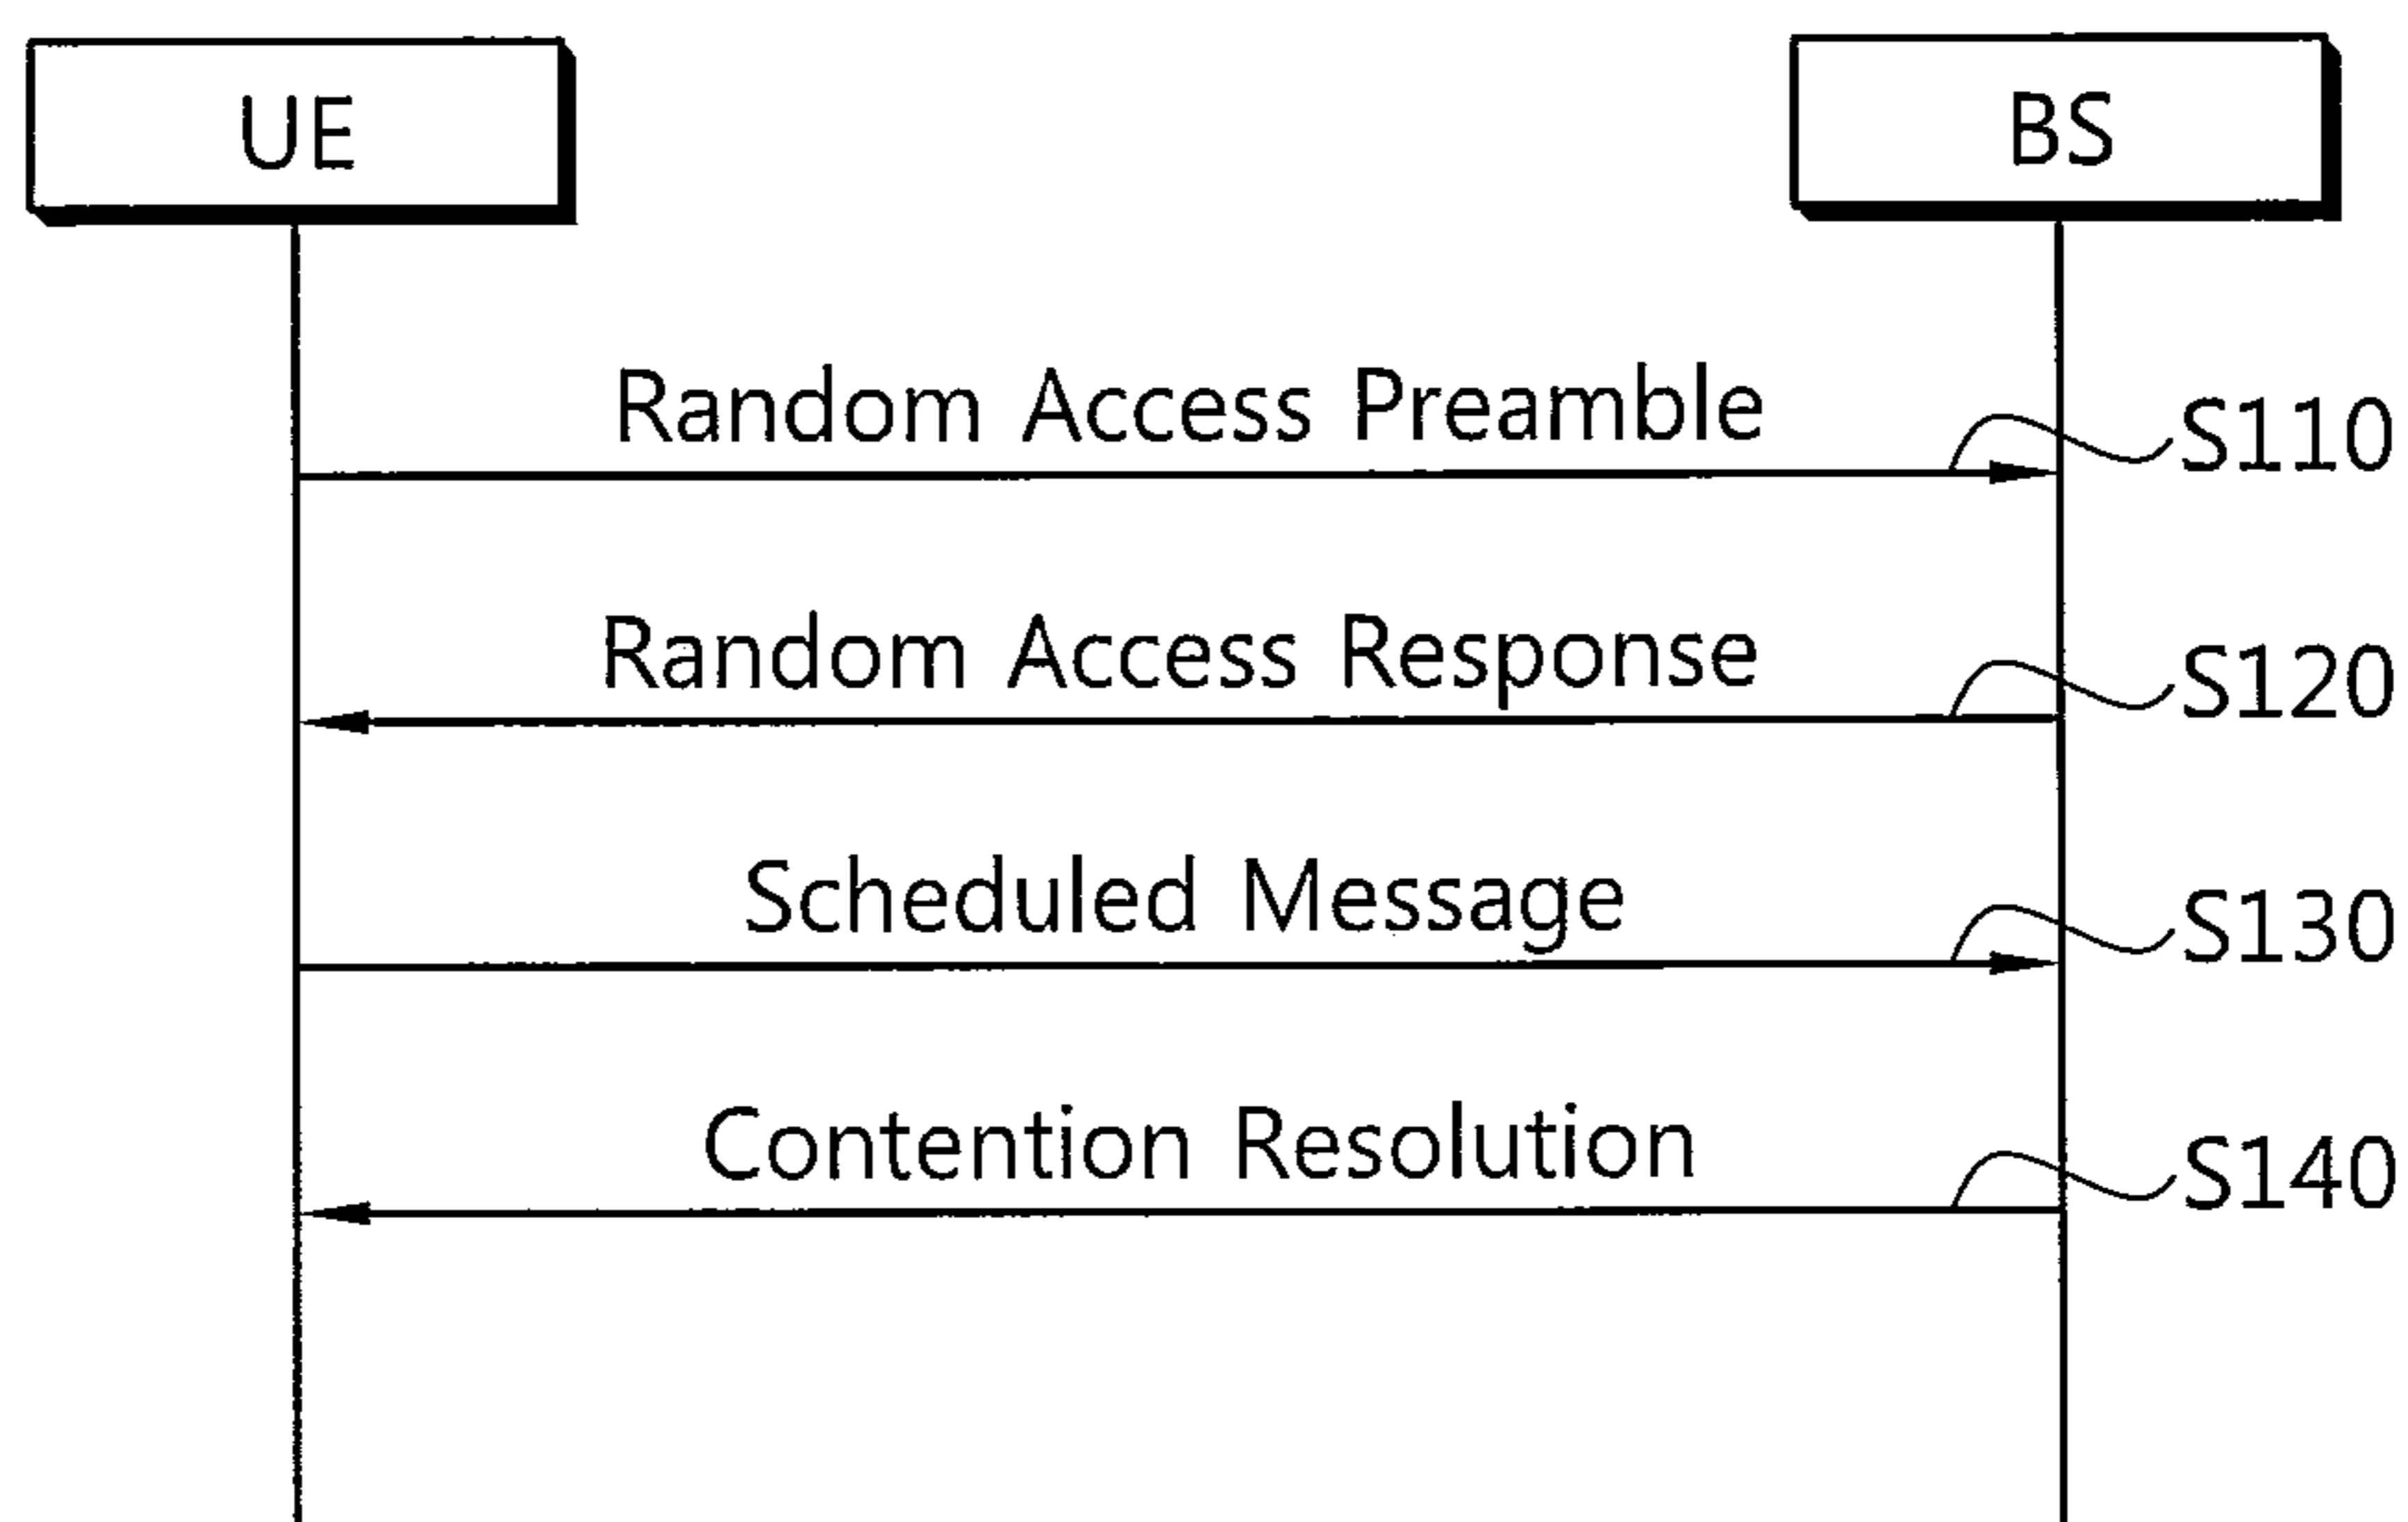 UE
BS
Random Access Preamble
S110
Random Access Response
S120
Scheduled Message
S130
Contention Resolution
S140